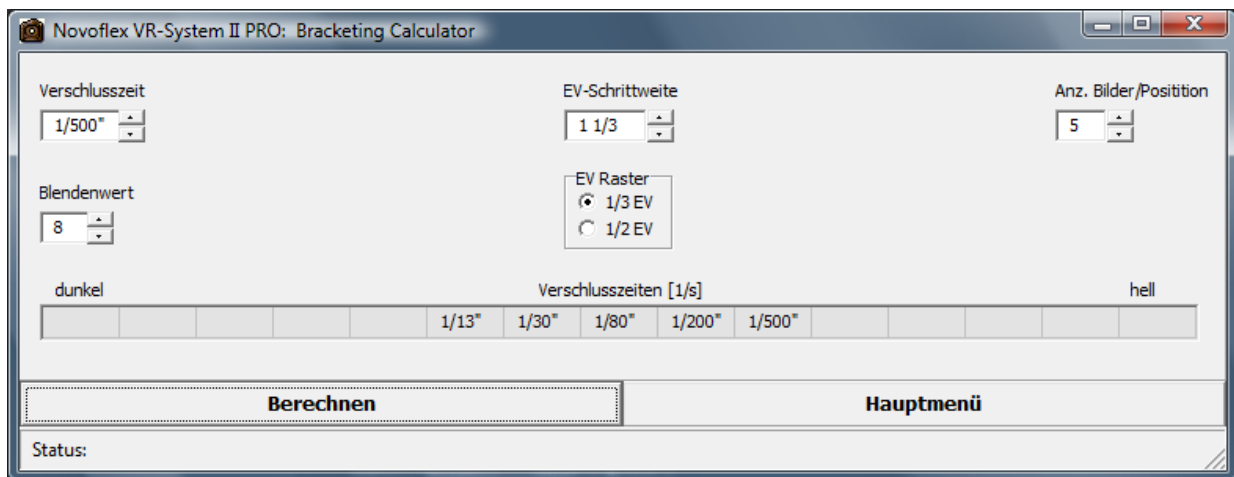 Novoflex VR-System II PRO: Bracketing Calculator
Verschlusszeit EV-Schrittweite Anz. Bilder/Positition
1/500" 1 1/3 5
EV Raster
Blendenwert 1/3 EV
8 1/2 EV
dunkel Verschlusszeiten [1/s] hell
1/13" 1/30" 1/80" 1/200" 1/500"
Berechnen Hauptmenü
Status: